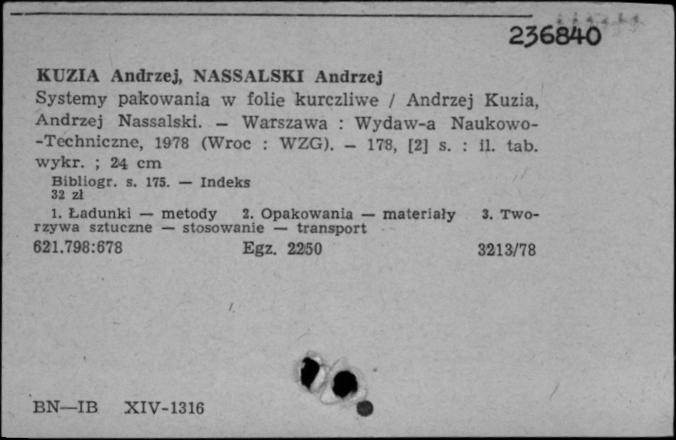 236840
KUZIA Andrzej, NASSALSKI Andrzej
Systemy pakowania w folie kurczliwe / Andrzej Kuzia,
Andrzej Nassalski. — Warszawa : Wydaw-a Naukowo-
-Techniczne, 1978 (Wroc : WZG). — 178, [2] s. : il. tab.
wykr. ; 24 cm
Bibliogr. s. 175. — Indeks
32 zł
1. Ładunki — metody 2. Opakowania — materiały 3. Two-
rzywa sztuczne — stosowanie — transport
621.798:678 Egz. 2250 3213/78
BN—IB XIV-1316